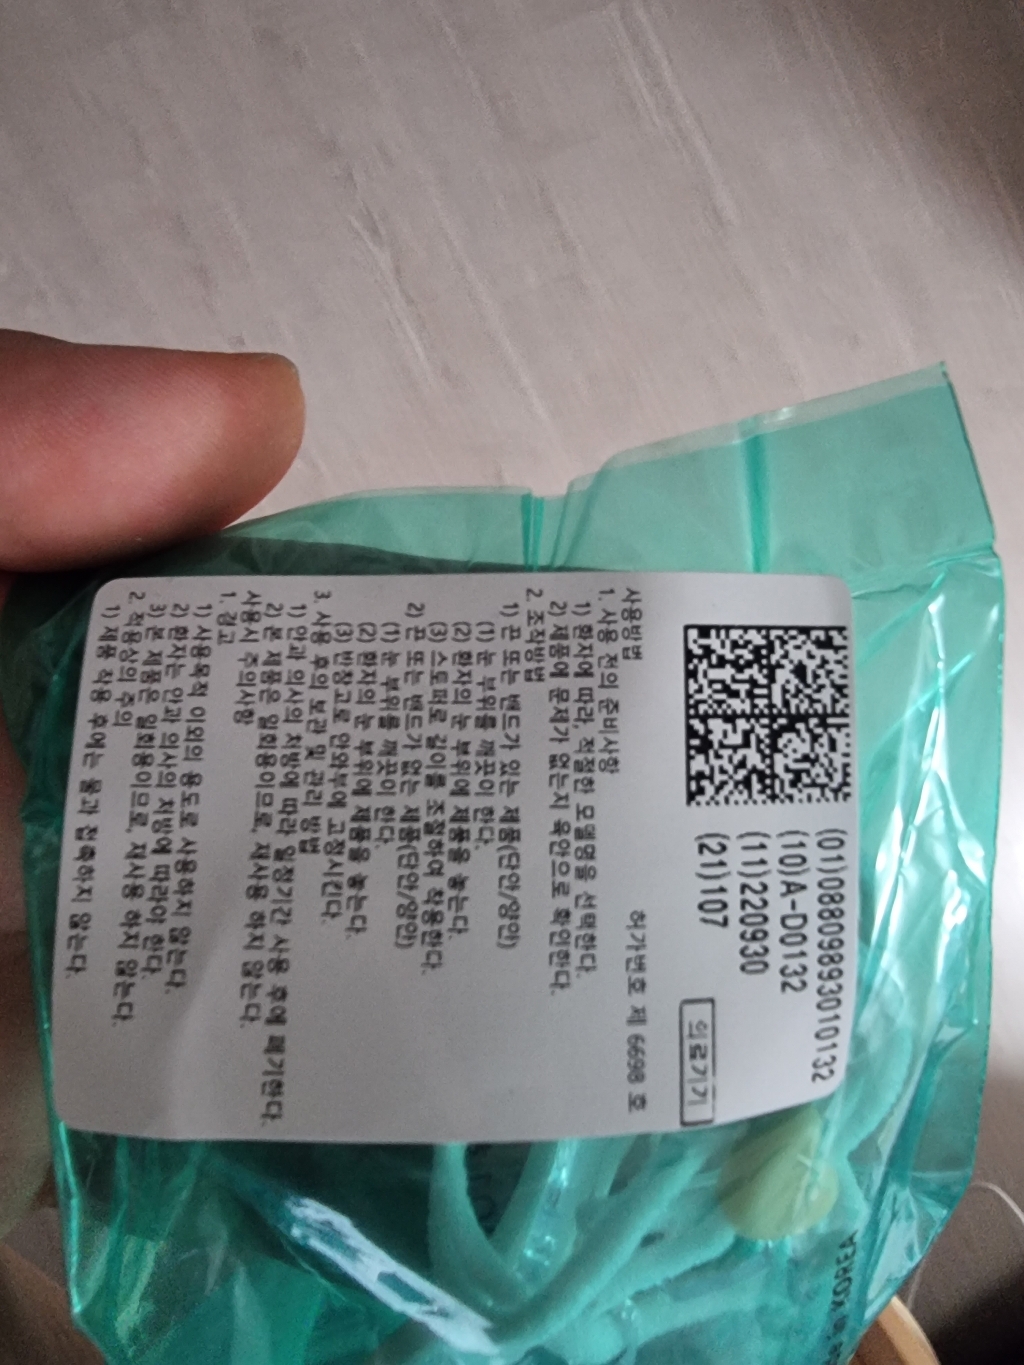 (01)08809893010132
(10)A-D0132
(11)220930
(21)107
의료기기
허가번호 제 6698 호
사용방법
1. 사용 전의 준비사항
1) 환자에 따라, 적절한 모델명을 선택한다.
2) 제품에 문제가 없는지 육안으로 확인한다.
2. 조작방법
1) 끈또는 밴드가 있는 제품(단안/양안)
(1) 눈 부위를 깨끗이 한다.
(2) 환자의 눈 부위에 제품을 놓는다.
(3) 스토퍼로 길이를 조절하여 착용한다.
2) 끈 또는 밴드가 없는 제품(단안/양안)
(1) 눈 부위를 깨끗이 한다.
(2) 환자의 눈 부위에 제품을 놓는다.
(3) 반창고로 안와부에 고정시킨다.
3. 사용 후의 보관 및 관리 방법
1) 안과 의사의 처방에 따라 일정기간 사용 후에 폐기한다.
2) 본 제품은 일회용이므로, 재사용 하지 않는다.
사용시 주의사항
1. 경고
1) 사용목적 이외의 용도로 사용하지 않는다.
2) 환자는 안과 의사의 처방에 따라야 한다.
3) 본 제품은 일회용이므로, 재사용 하지 않는다.
2. 적용상의 주의
1) 제품 착용 후에는 물과 접촉하지 않는다.